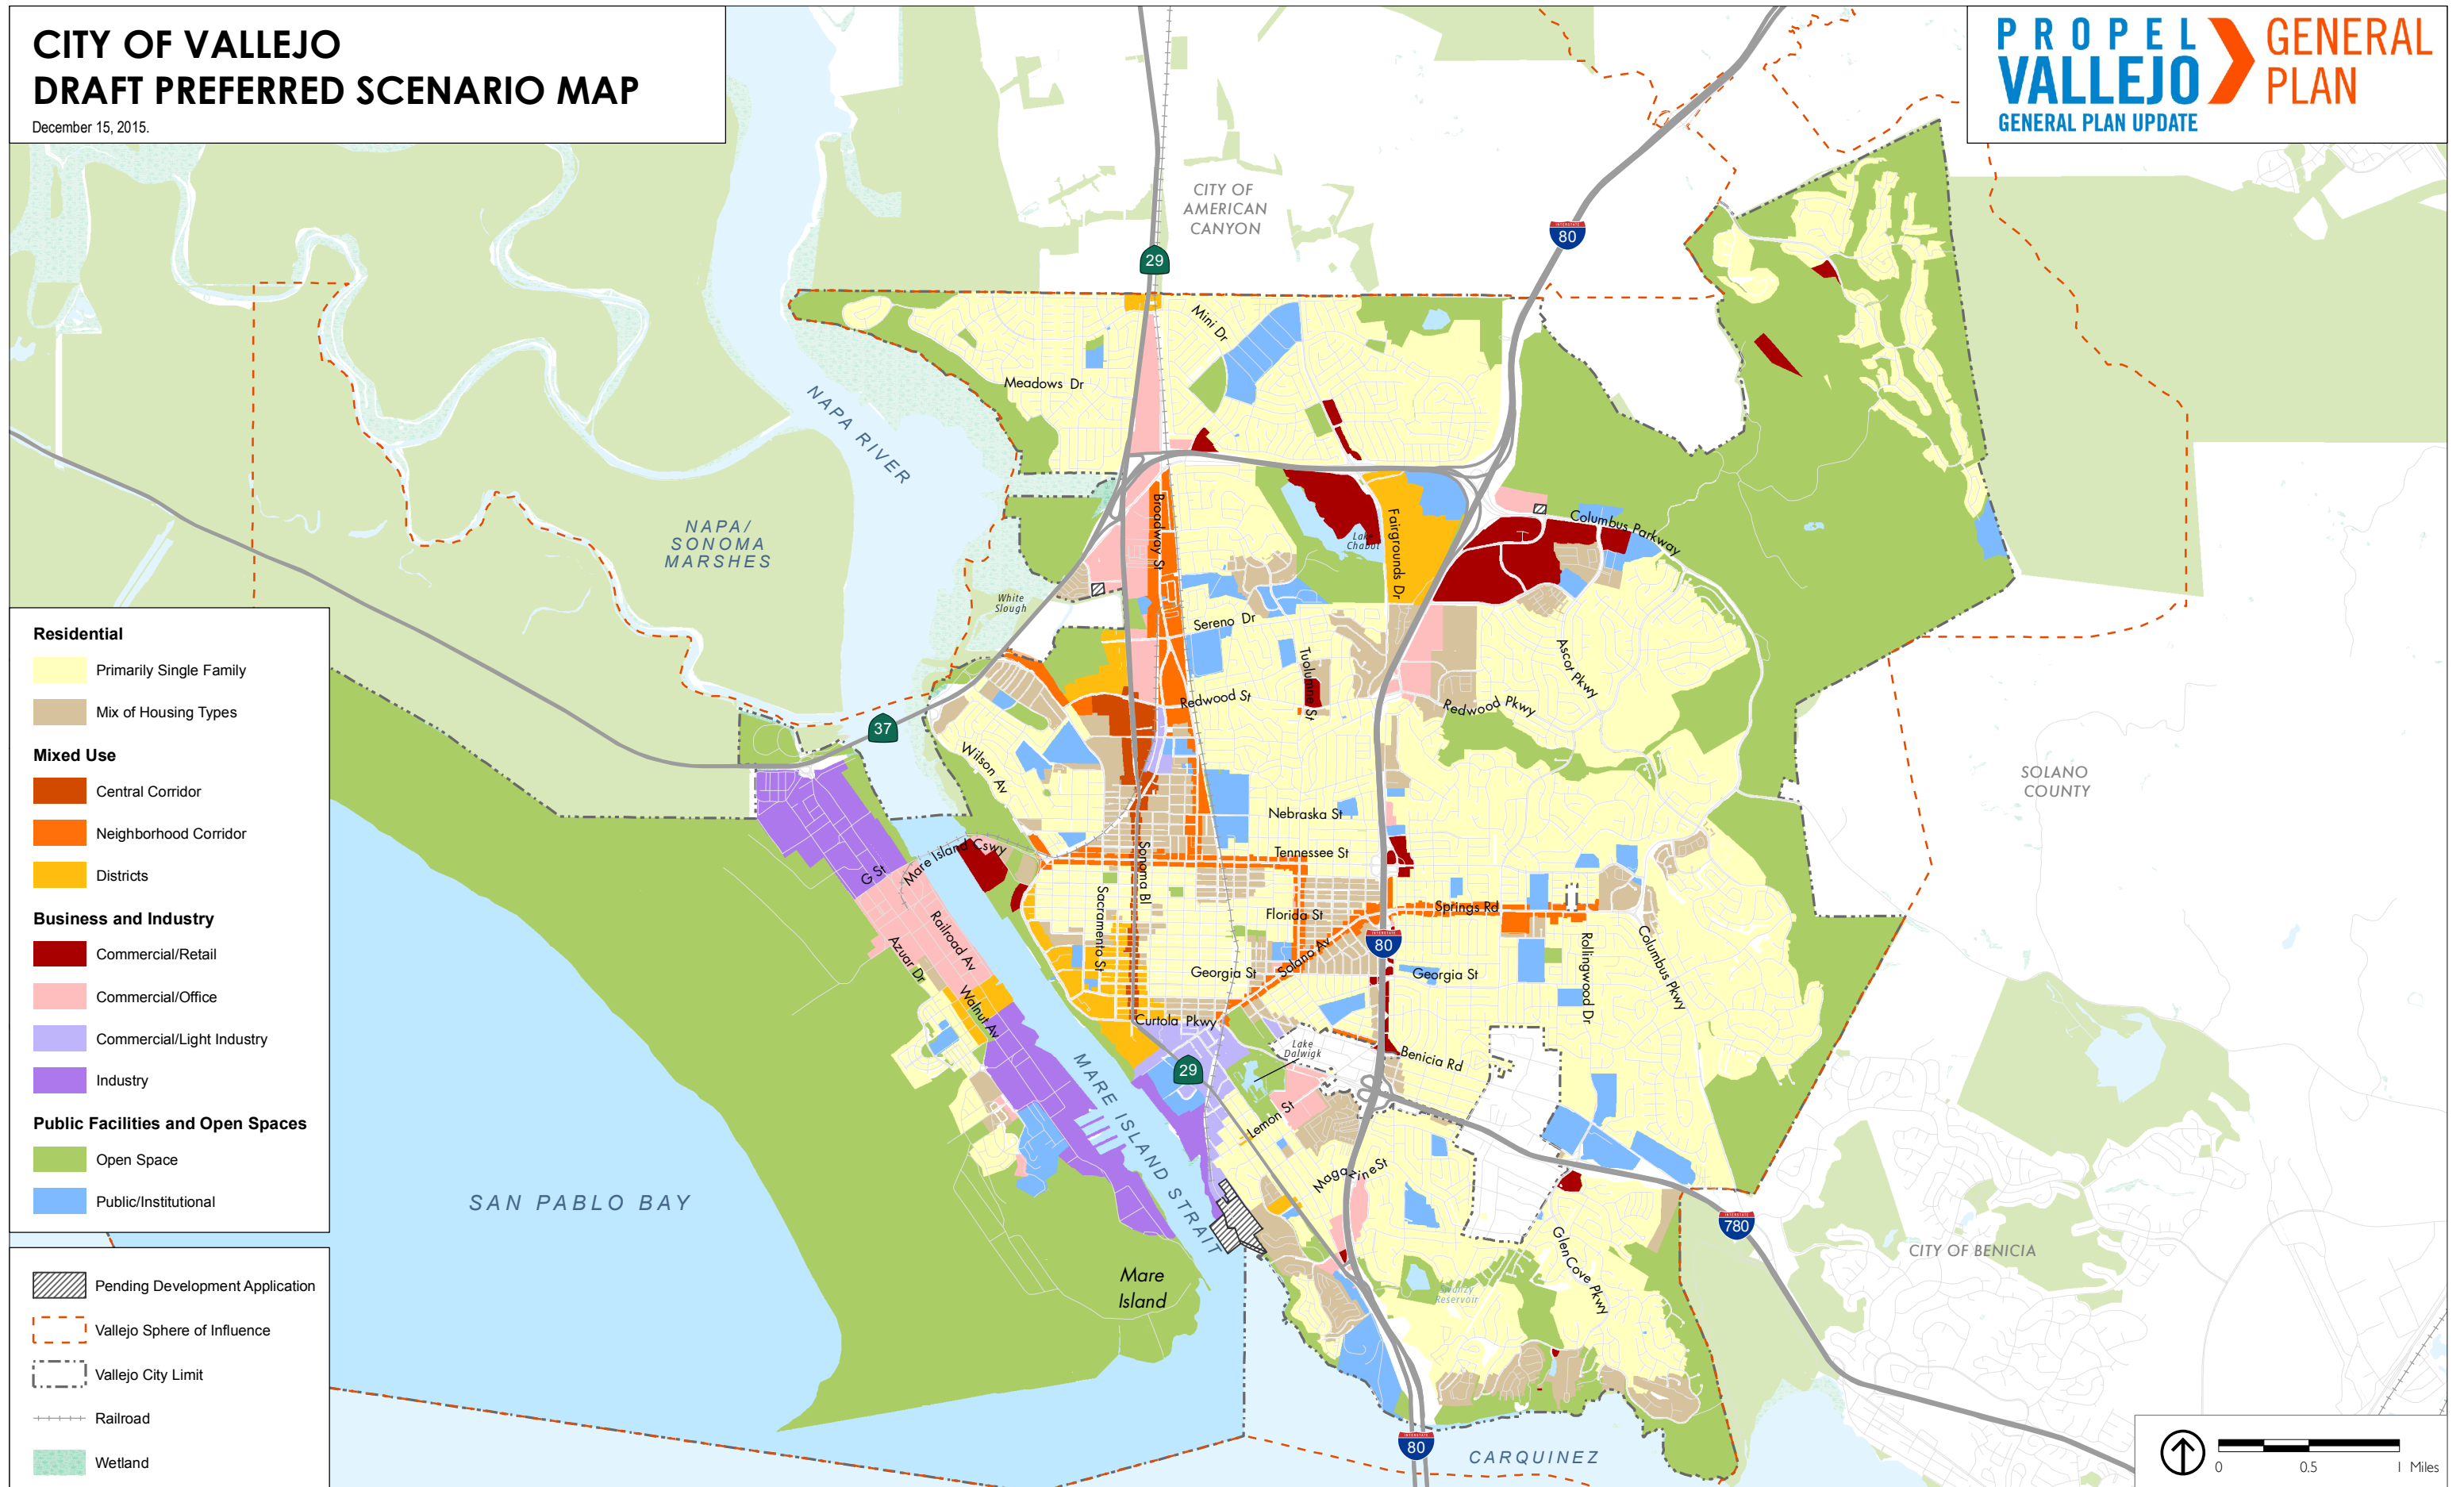 CITY OF VALLEJO
DRAFT PREFERRED SCENARIO MAP
December 15, 2015.
PROPEL
VALLEJO
GENERAL PLAN UPDATE
GENERAL
PLAN
CITY OF
AMERICAN
CANYON
INTERSTATE
80
29
Mini Dr
Meadows Dr
NAPA RIVER
NAPA/
SONOMA
MARSHES
Broadway St
Lake
Chabot
Fairgrounds Dr
Columbus Parkway
White
Slough
Sereno Dr
Tuolumne St
Ascot Pkwy
Redwood St
Redwood Pkwy
37
Wilson Av
SOLANO
COUNTY
Nebraska St
Tennessee St
Mare Island Cswy
G St
Sonoma Bl
Sacramento St
Florida St
Springs Rd
Railroad Av
Azuar Dr
INTERSTATE
80
Solano Av
Georgia St
Georgia St
Rollingwood Dr
Columbus Pkwy
Walnut Av
Curtola Pkwy
Lake
Dalwigk
Benicia Rd
29
Lemon St
MARE ISLAND STRAIT
Magazine St
SAN PABLO BAY
INTERSTATE
780
Glen Cove Pkwy
CITY OF BENICIA
Mare
Island
Swanzy
Reservoir
INTERSTATE
80
CARQUINEZ
Residential
Primarily Single Family
Mix of Housing Types
Mixed Use
Central Corridor
Neighborhood Corridor
Districts
Business and Industry
Commercial/Retail
Commercial/Office
Commercial/Light Industry
Industry
Public Facilities and Open Spaces
Open Space
Public/Institutional
Pending Development Application
Vallejo Sphere of Influence
Vallejo City Limit
Railroad
Wetland
0 0.5 1 Miles